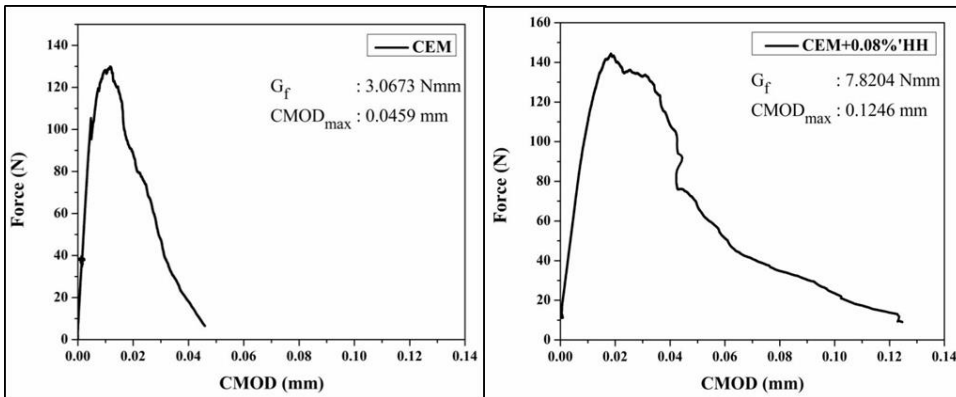 CEM
G_f : 3.0673 Nmm
CMOD_max : 0.0459 mm
Force (N)
140
120
100
80
60
40
20
0
0.00 0.02 0.04 0.06 0.08 0.10 0.12 0.14
CMOD (mm)
CEM+0.08%'HH
G_f : 7.8204 Nmm
CMOD_max : 0.1246 mm
Force (N)
160
140
120
100
80
60
40
20
0
0.00 0.02 0.04 0.06 0.08 0.10 0.12 0.14
CMOD (mm)